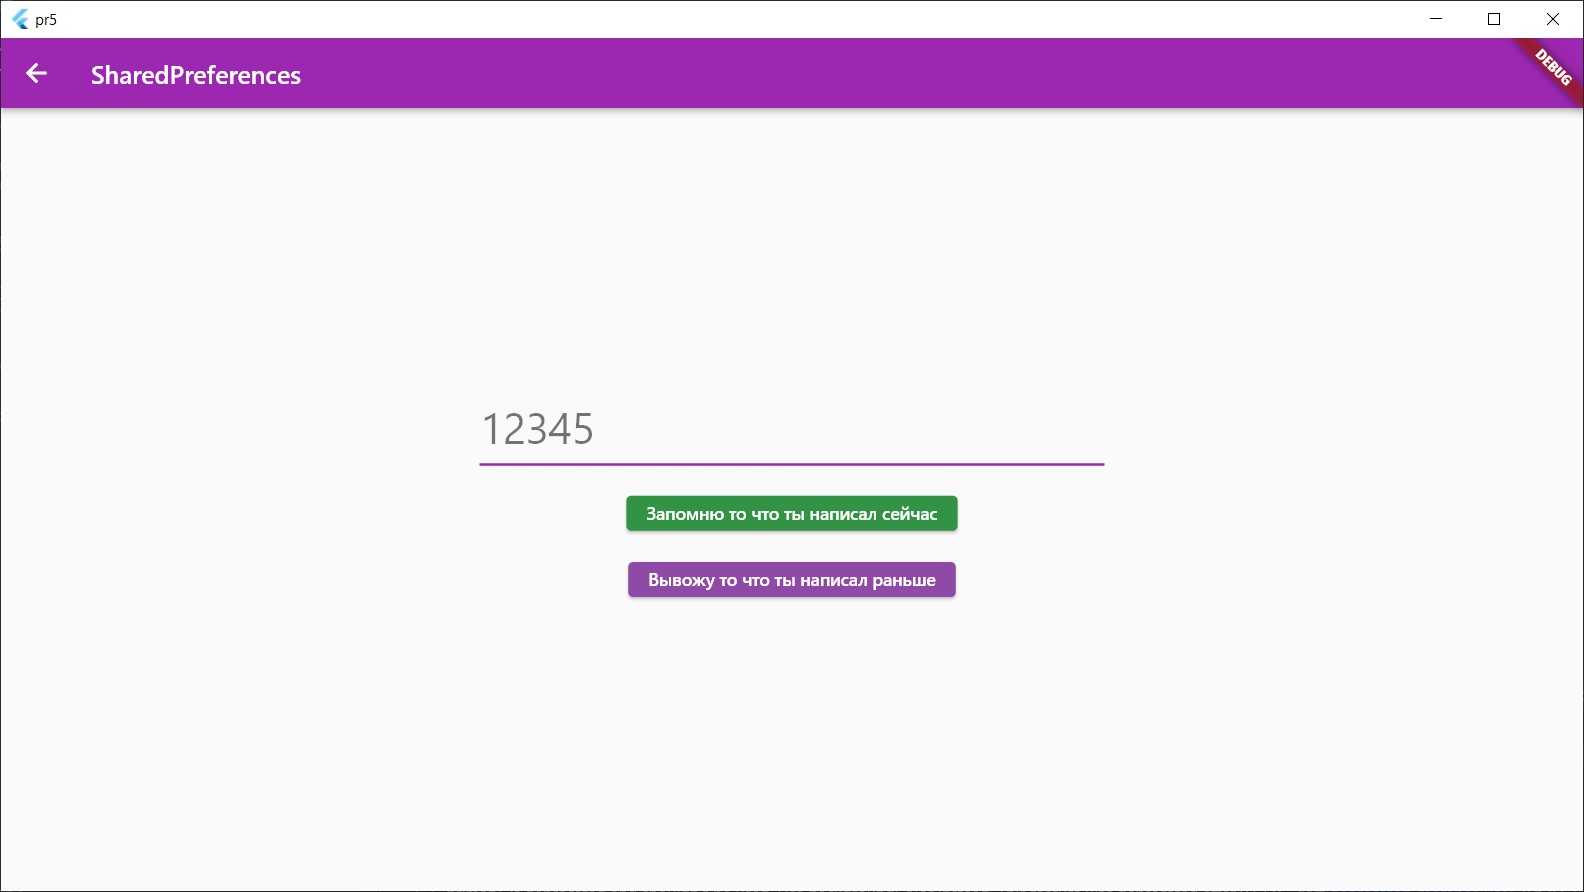 pr5
SharedPreferences
DEBUG
12345
Запомню то что ты написал сейчас
Вывожу то что ты написал раньше